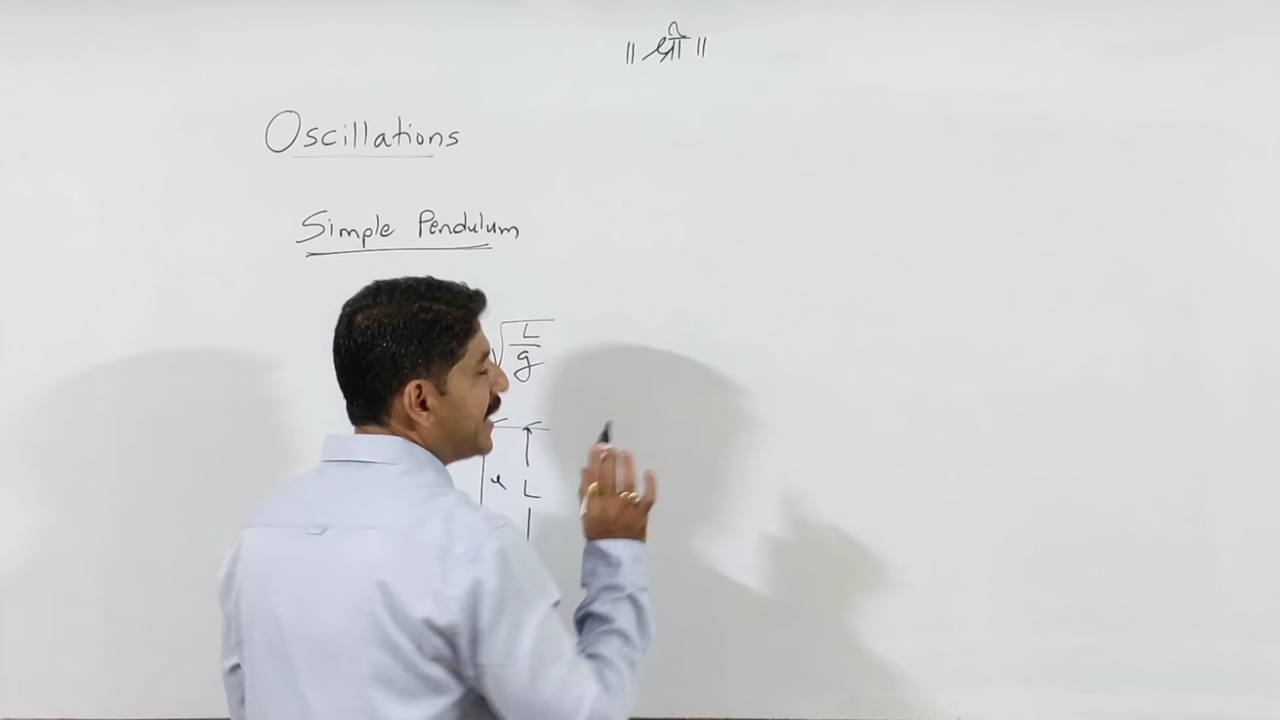 ॥ श्री ॥
Oscillations
Simple Pendulum
√(L/g)
L